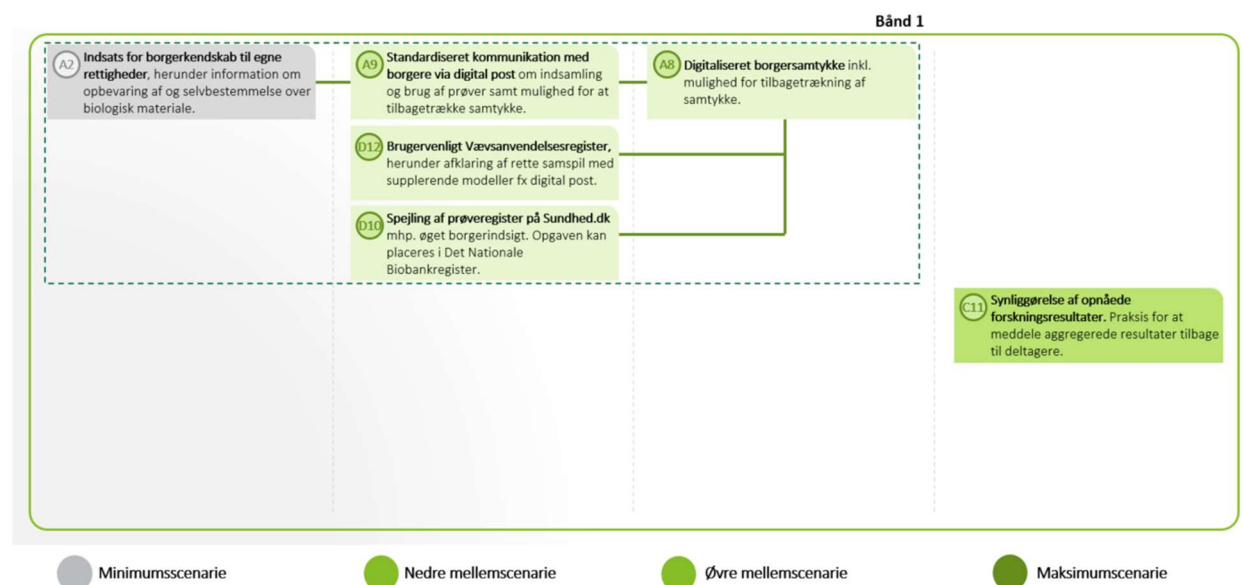 Bånd 1
A2
Indsats for borgerkendskab til egne
rettigheder, herunder information om
opbevaring af og selvbestemmelse over
biologisk materiale.
A9
Standardiseret kommunikation med
borgere via digital post om indsamling
og brug af prøver samt mulighed for at
tilbagetrække samtykke.
A8
Digitaliseret borgersamtykke inkl.
mulighed for tilbagetrækning af
samtykke.
D12
Brugervenligt Vævsanvendelsesregister,
herunder afklaring af rette samspil med
supplerende modeller fx digital post.
D10
Spejling af prøveregister på Sundhed.dk
mhp. øget borgerindsigt. Opgaven kan
placeres i Det Nationale
Biobankregister.
C11
Synliggørelse af opnåede
forskningsresultater. Praksis for at
meddele aggregerede resultater tilbage
til deltagere.
Minimumsscenarie
Nedre mellemscenarie
Øvre mellemscenarie
Maksimumscenarie